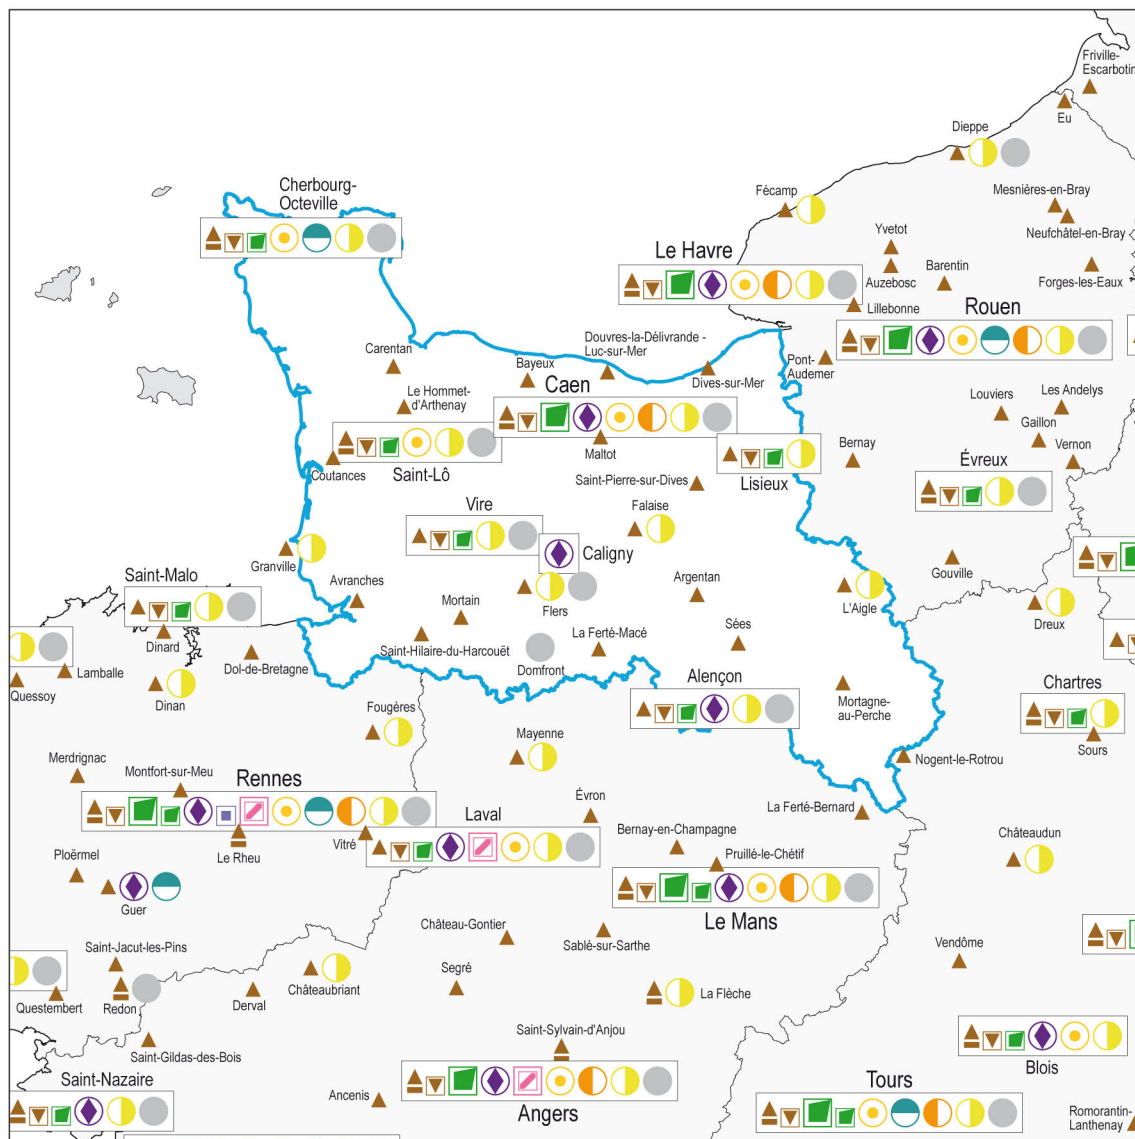 Friville-
Escarbotin
Eu
Dieppe
Cherbourg-
Octeville
Fécamp
Mesnières-en-Bray
Neufchâtel-en-Bray
Yvetot
Le Havre
Auzebosc
Barentin
Forges-les-Eaux
Lillebonne
Rouen
Douvres-la-Délivrande -
Luc-sur-Mer
Carentan
Bayeux
Dives-sur-Mer
Pont-
Audemer
Le Hommet-
d'Arthenay
Caen
Louviers
Les Andelys
Gaillon
Maltot
Bernay
Vernon
Coutances
Saint-Lô
Lisieux
Évreux
Saint-Pierre-sur-Dives
Vire
Falaise
Caligny
Granville
Gouville
Saint-Malo
Avranches
Argentan
Flers
L'Aigle
Dreux
Mortain
Dinard
Sées
La Ferté-Macé
Saint-Hilaire-du-Harcouët
Dol-de-Bretagne
Domfront
Lamballe
Quessoy
Dinan
Alençon
Chartres
Mortagne-
au-Perche
Fougères
Mayenne
Sours
Nogent-le-Rotrou
Merdrignac
Montfort-sur-Meu
Rennes
Évron
La Ferté-Bernard
Laval
Bernay-en-Champagne
Châteaudun
Vitré
Le Rheu
Pruillé-le-Chétif
Ploërmel
Guer
Le Mans
Château-Gontier
Sablé-sur-Sarthe
Vendôme
Saint-Jacut-les-Pins
Segré
Châteaubriant
La Flèche
Questembert
Redon
Derval
Saint-Sylvain-d'Anjou
Saint-Gildas-des-Bois
Blois
Saint-Nazaire
Tours
Ancenis
Angers
Romorantin-
Lanthenay